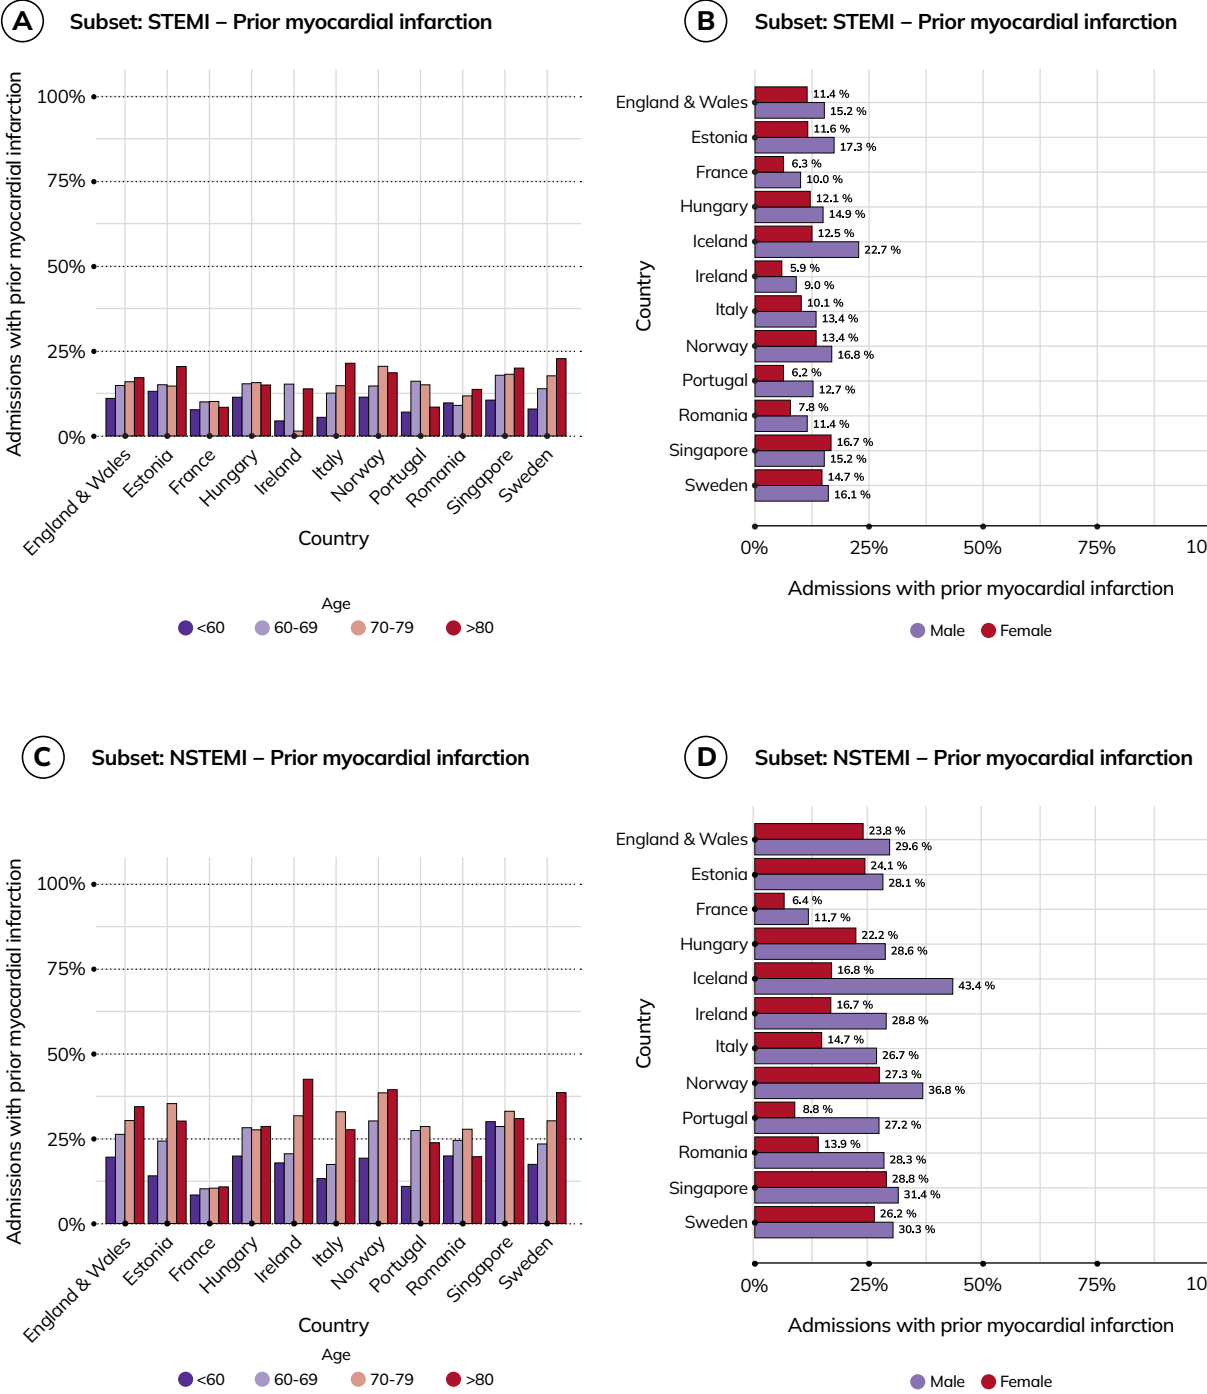 A Subset: STEMI – Prior myocardial infarction
Admissions with prior myocardial infarction
100%
75%
50%
25%
0%
England & Wales
Estonia
France
Hungary
Ireland
Italy
Norway
Portugal
Romania
Singapore
Sweden
Country
Age
<60 60-69 70-79 >80
B Subset: STEMI – Prior myocardial infarction
Country
England & Wales 11.4 % 15.2 %
Estonia 11.6 % 17.3 %
France 6.3 % 10.0 %
Hungary 12.1 % 14.9 %
Iceland 12.5 % 22.7 %
Ireland 5.9 % 9.0 %
Italy 10.1 % 13.4 %
Norway 13.4 % 16.8 %
Portugal 6.2 % 12.7 %
Romania 7.8 % 11.4 %
Singapore 16.7 % 15.2 %
Sweden 14.7 % 16.1 %
0% 25% 50% 75% 10
Admissions with prior myocardial infarction
Male Female
C Subset: NSTEMI – Prior myocardial infarction
Admissions with prior myocardial infarction
100%
75%
50%
25%
0%
England & Wales
Estonia
France
Hungary
Ireland
Italy
Norway
Portugal
Romania
Singapore
Sweden
Country
Age
<60 60-69 70-79 >80
D Subset: NSTEMI – Prior myocardial infarction
Country
England & Wales 23.8 % 29.6 %
Estonia 24.1 % 28.1 %
France 6.4 % 11.7 %
Hungary 22.2 % 28.6 %
Iceland 16.8 % 43.4 %
Ireland 16.7 % 28.8 %
Italy 14.7 % 26.7 %
Norway 27.3 % 36.8 %
Portugal 8.8 % 27.2 %
Romania 13.9 % 28.3 %
Singapore 28.8 % 31.4 %
Sweden 26.2 % 30.3 %
0% 25% 50% 75% 10
Admissions with prior myocardial infarction
Male Female